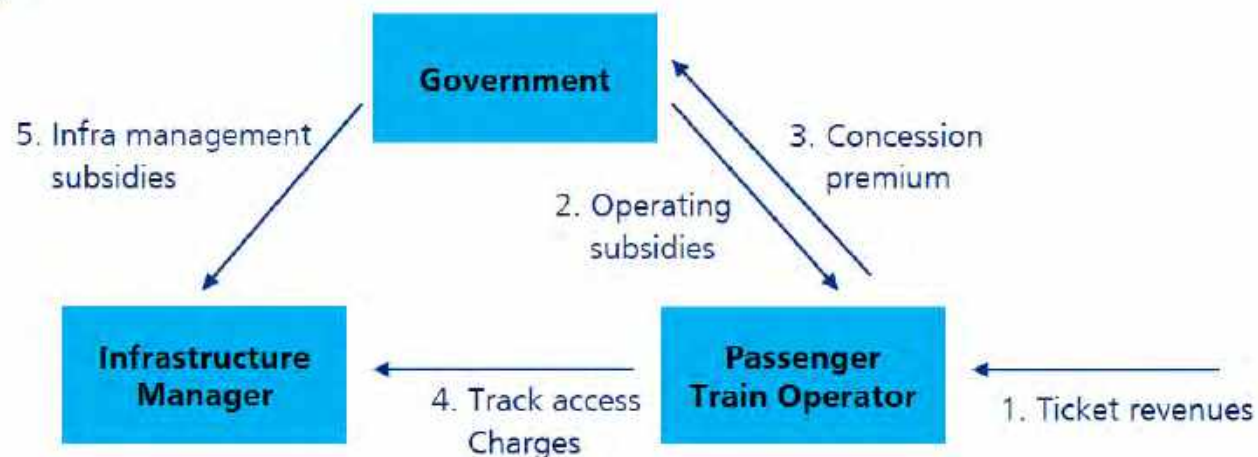 Government
5. Infra management
subsidies
3. Concession
premium
2. Operating
subsidies
Infrastructure
Manager
Passenger
Train Operator
4. Track access
Charges
1. Ticket revenues